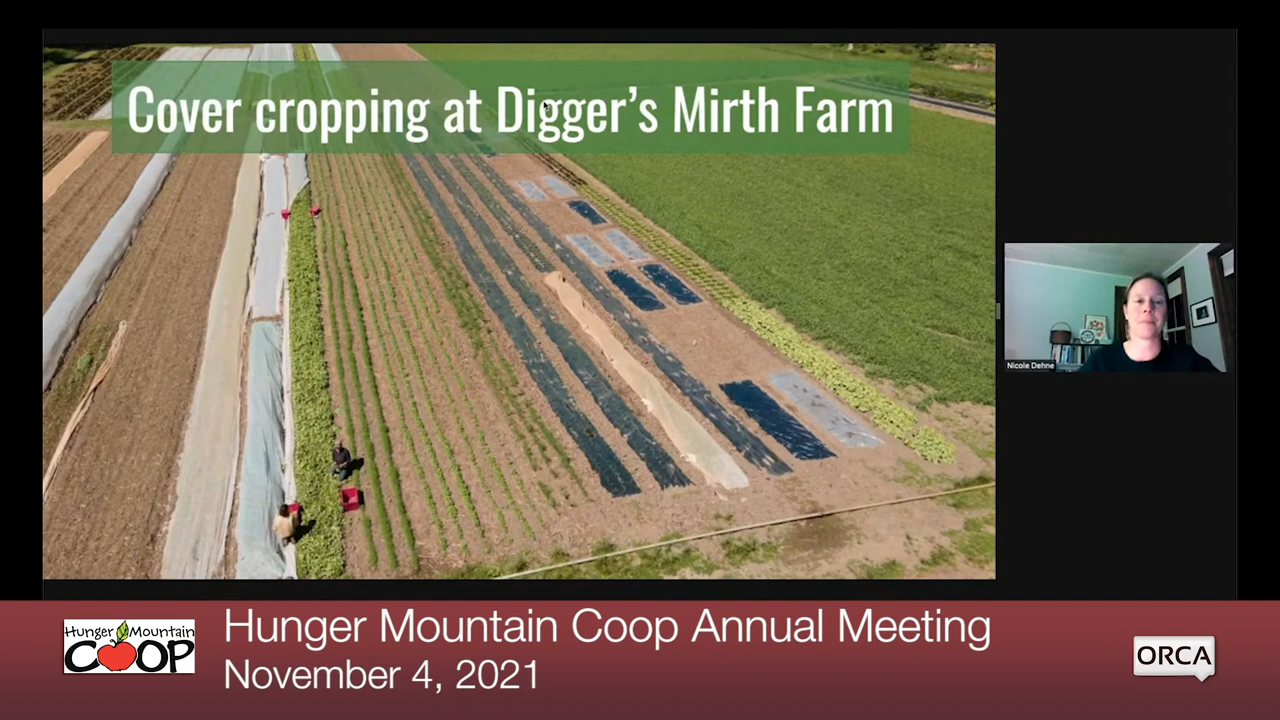 Cover cropping at Digger's Mirth Farm
Nicole Dehne
Hunger Mountain
COOP
Hunger Mountain Coop Annual Meeting
November 4, 2021
ORCA